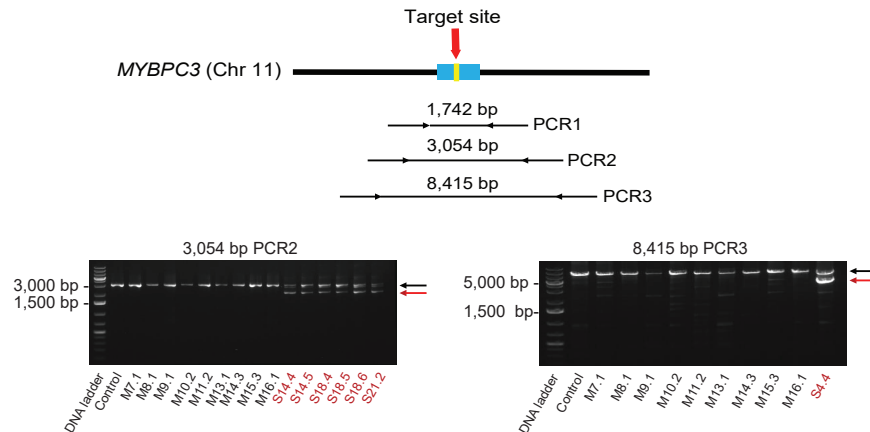 Target site
MYBPC3 (Chr 11)
1,742 bp
PCR1
3,054 bp
PCR2
8,415 bp
PCR3
3,054 bp PCR2
3,000 bp -
1,500 bp -
DNA ladder
Control
M7.1
M8.1
M9.1
M10.2
M11.2
M13.1
M14.3
M15.3
M16.1
S14.4
S14.5
S18.4
S18.5
S18.6
S21.2
8,415 bp PCR3
5,000 bp -
1,500 bp-
DNA ladder
Control
M7.1
M8.1
M9.1
M10.2
M11.2
M13.1
M14.3
M15.3
M16.1
S4.4